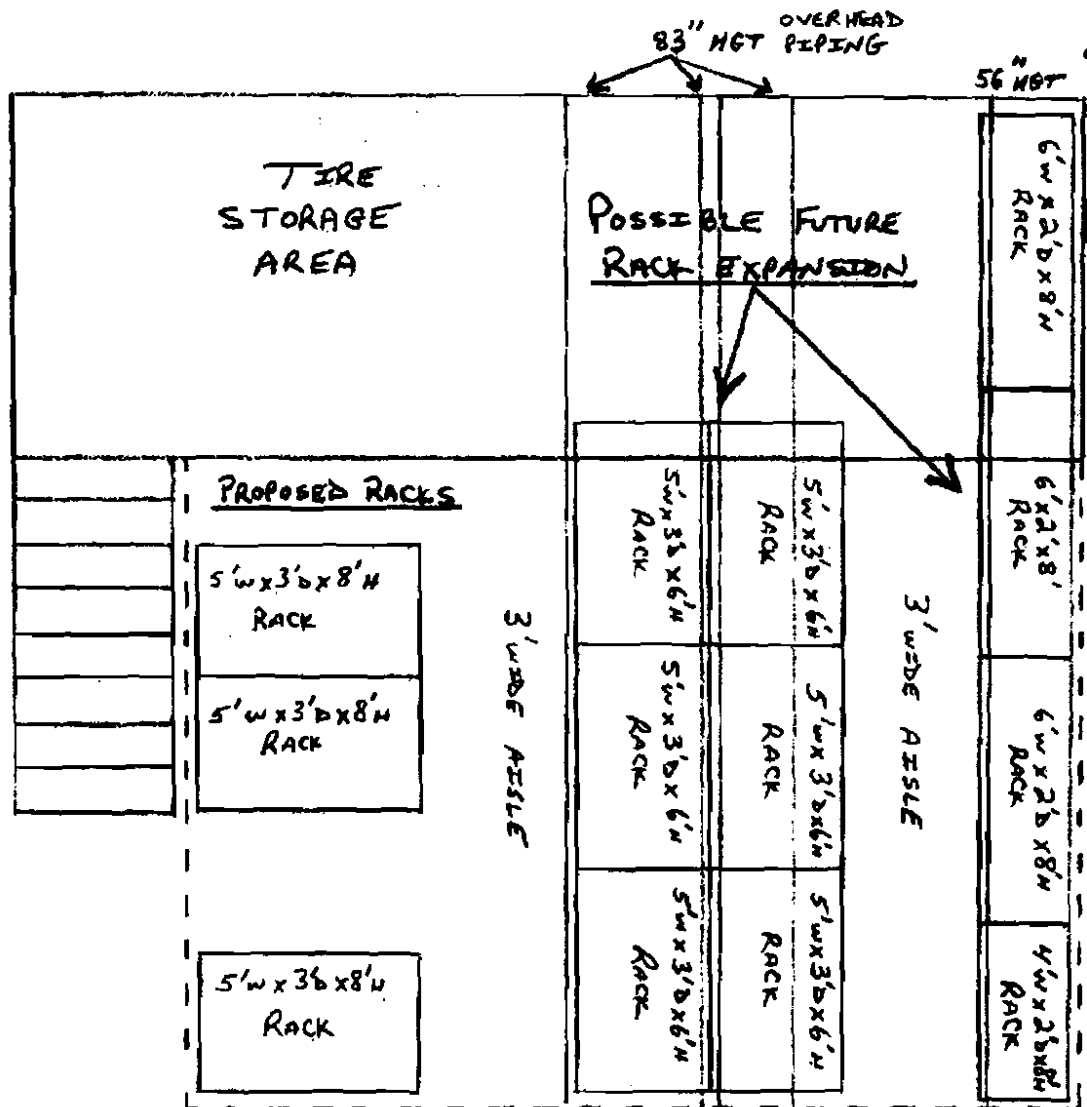 OVERHEAD
83" HGT PIPING
56" HGT
TIRE
STORAGE
AREA
POSSIBLE FUTURE
RACK EXPANSION
6'W x 2'D x 8'H
RACK
PROPOSED RACKS
5'W x 3'D x 8'H
RACK
5'W x 3'D x 8'H
RACK
5'W x 3'D x 8'H
RACK
3' WIDE AISLE
5'W x 3'D x 6'H
RACK
5'W x 3'D x 6'H
RACK
5'W x 3'D x 6'H
RACK
5'W x 3'D x 6'H
RACK
5'W x 3'D x 6'H
RACK
5'W x 3'D x 6'H
RACK
3' WIDE AISLE
6'x2'x8'
RACK
6'W x 2'D x 8'H
RACK
4'W x 2'D x 8'H
RACK